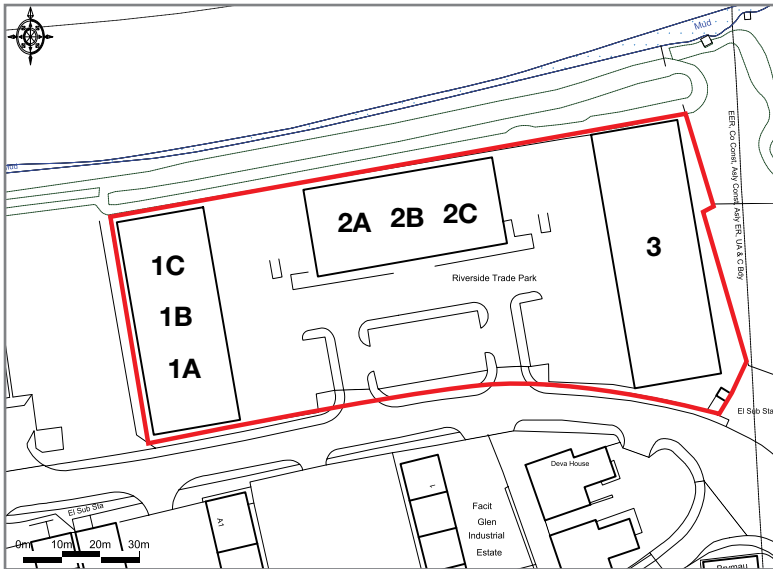 Mud
Mud
EER, Co Const, Asly Const, Asly ER, UA & C Bdy
2A 2B 2C
1C
3
Riverside Trade Park
1B
1A
El Sub Sta
Deva House
1
Facit
Glen
Industrial
Estate
El Sub Sta
A1
0m 10m 20m 30m
Brymau